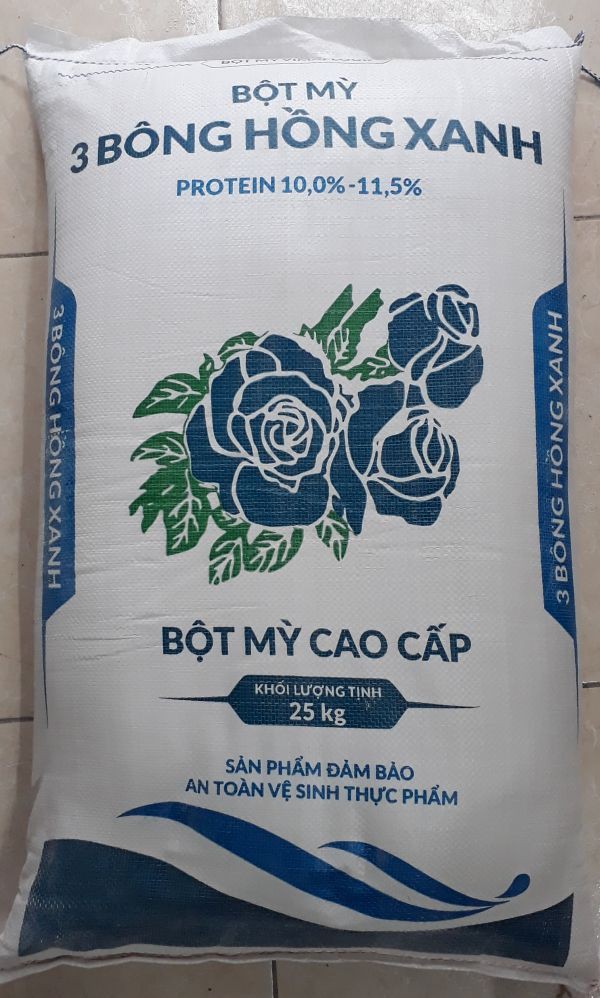 BỘT MỲ
3 BÔNG HỒNG XANH
PROTEIN 10,0% -11,5%
3 BÔNG HỒNG XANH
3 BÔNG HỒNG XANH
BỘT MỲ CAO CẤP
KHỐI LƯỢNG TỊNH
25 kg
SẢN PHẨM ĐẢM BẢO
AN TOÀN VỆ SINH THỰC PHẨM